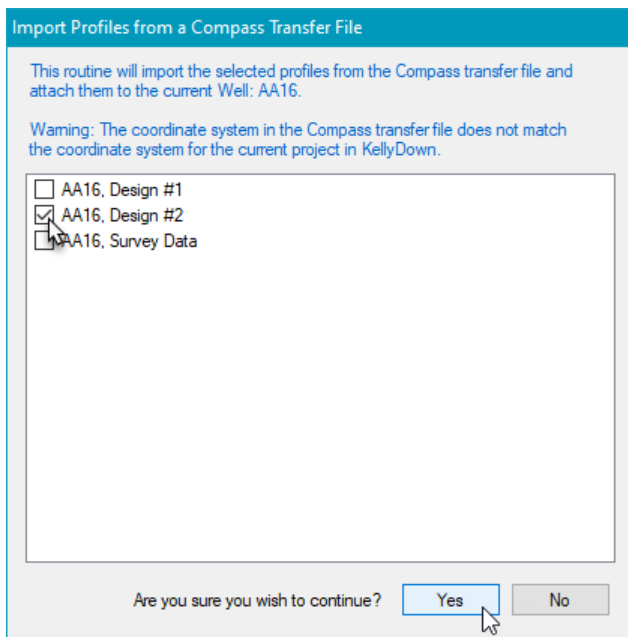 Import Profiles from a Compass Transfer File
This routine will import the selected profiles from the Compass transfer file and
attach them to the current Well: AA16.
Warning: The coordinate system in the Compass transfer file does not match
the coordinate system for the current project in KellyDown.
AA16, Design #1
AA16, Design #2
AA16, Survey Data
Are you sure you wish to continue? Yes No